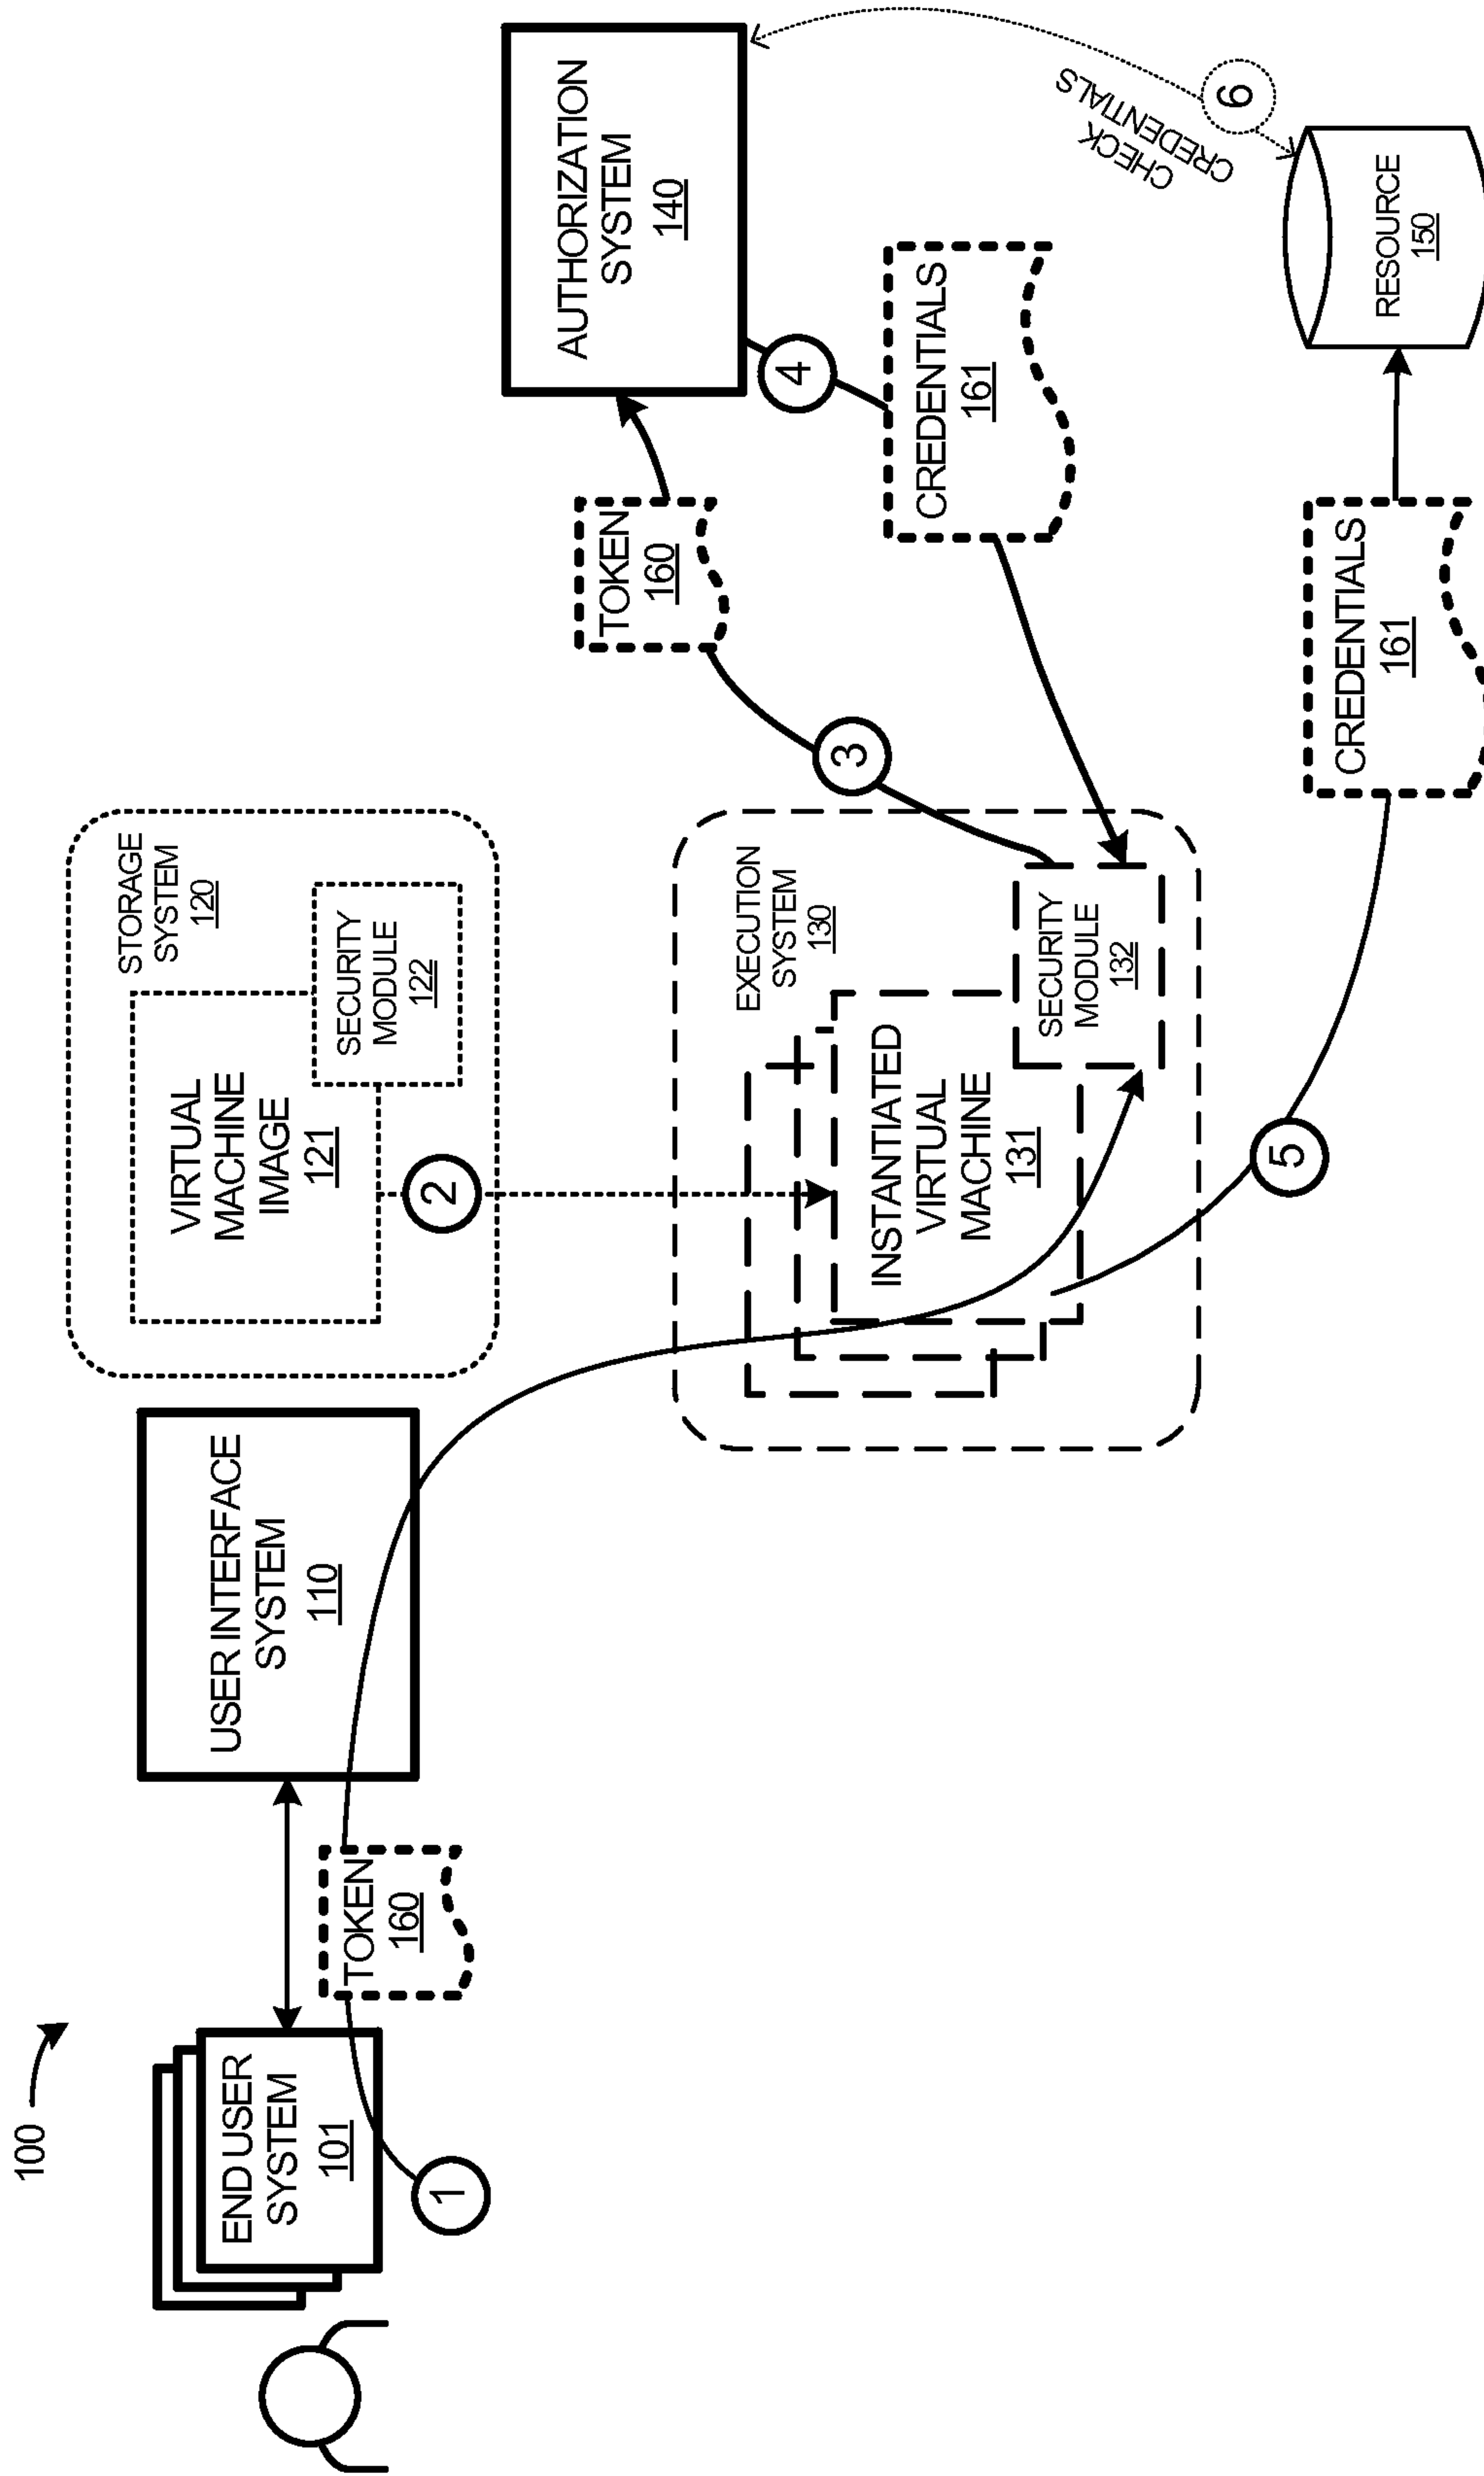 100
END USER
SYSTEM
101
1
TOKEN
160
USER INTERFACE
SYSTEM
110
STORAGE
SYSTEM
120
VIRTUAL
MACHINE
IMAGE
121
SECURITY
MODULE
122
2
EXECUTION
SYSTEM
130
INSTANTIATED
VIRTUAL
MACHINE
131
SECURITY
MODULE
132
3
TOKEN
160
AUTHORIZATION
SYSTEM
140
4
CREDENTIALS
161
5
CREDENTIALS
161
CHECK
CREDENTIALS
6
RESOURCE
150